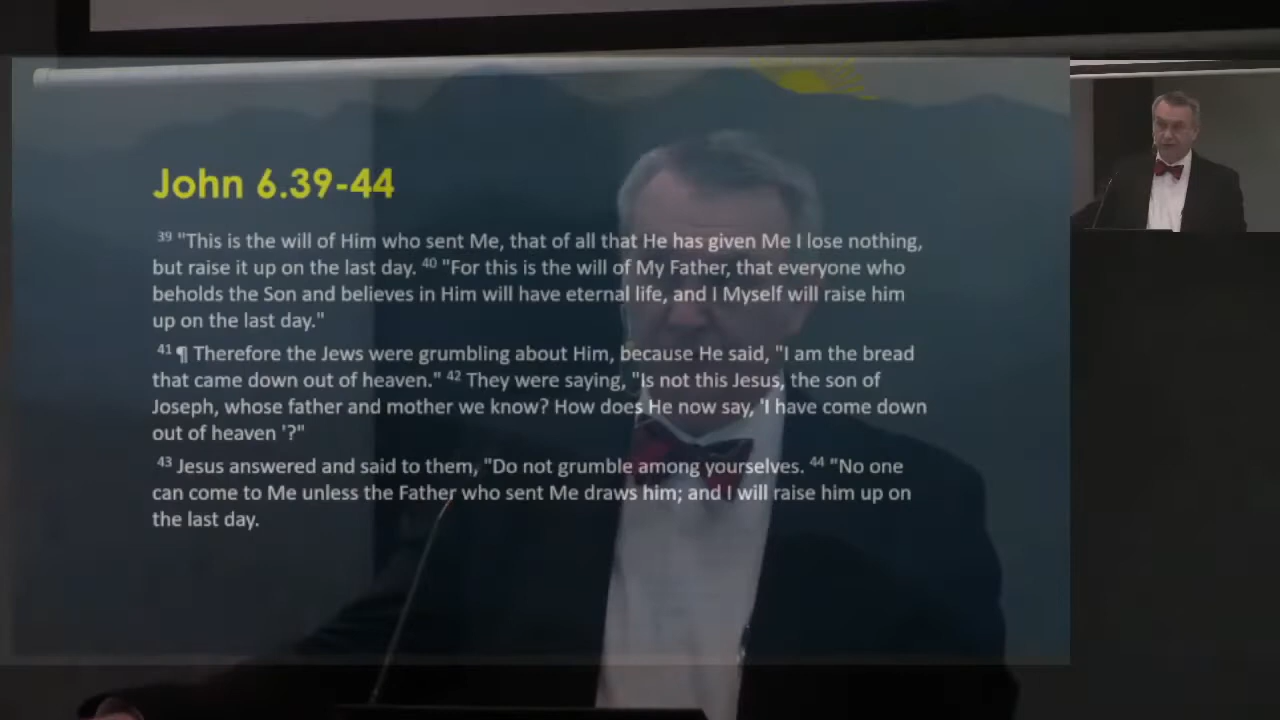 John 6.39-44
39 "This is the will of Him who sent Me, that of all that He has given Me I lose nothing,
but raise it up on the last day. 40 "For this is the will of My Father, that everyone who
beholds the Son and believes in Him will have eternal life, and I Myself will raise him
up on the last day."
41 ¶ Therefore the Jews were grumbling about Him, because He said, "I am the bread
that came down out of heaven." 42 They were saying, "Is not this Jesus, the son of
Joseph, whose father and mother we know? How does He now say, 'I have come down
out of heaven '?"
43 Jesus answered and said to them, "Do not grumble among yourselves. 44 "No one
can come to Me unless the Father who sent Me draws him; and I will raise him up on
the last day.